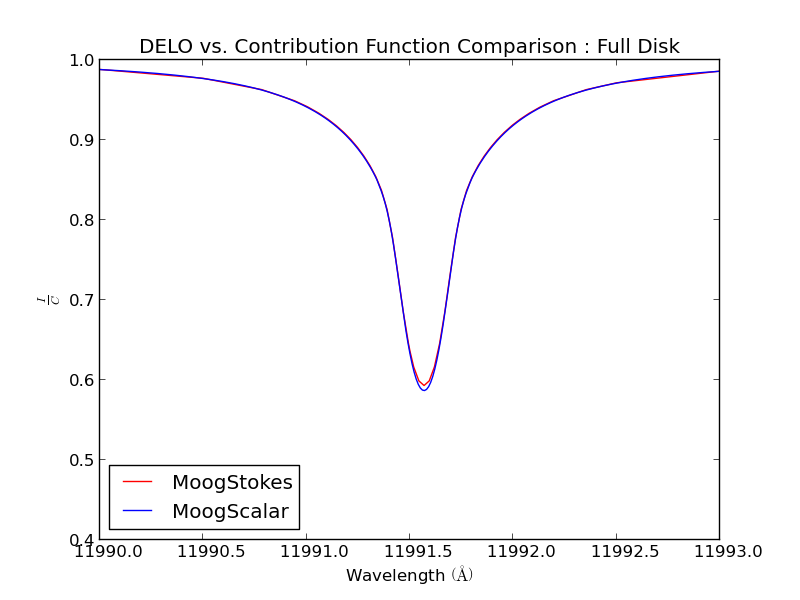 DELO vs. Contribution Function Comparison : Full Disk
1.0
0.9
0.8
0.7
0.6
0.5
0.4
I
C
MoogStokes
MoogScalar
11990.0 11990.5 11991.0 11991.5 11992.0 11992.5 11993.0
Wavelength (Å)